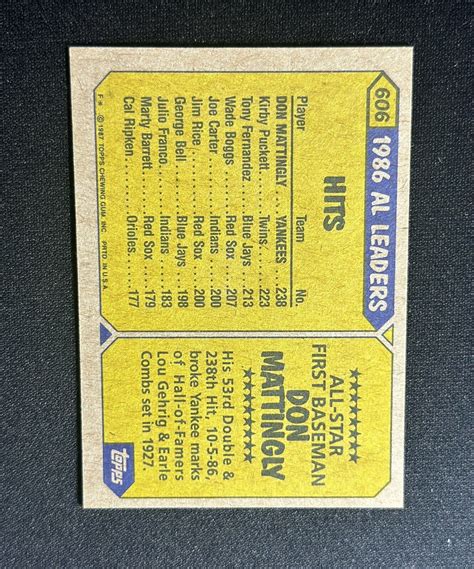 606 1986 AL LEADERS
HITS
Player Team No.
DON MATTINGLY .... YANKEES .... 238
Kirby Puckett ...... Twins ...... 223
Tony Fernandez .... Blue Jays .... 213
Wade Boggs ....... Red Sox ..... 207
Joe Carter ........ Indians ..... 200
Jim Rice .......... Red Sox ..... 200
George Bell ....... Blue Jays .... 198
Julio Franco ....... Indians ..... 183
Marty Barrett ...... Red Sox ..... 179
Cal Ripken ........ Orioles ...... 177
F* © 1987 TOPPS CHEWING GUM, INC. PRTD. IN U.S.A.
ALL-STAR
FIRST BASEMAN
DON
MATTINGLY
His 53rd Double &
238th Hit, 10-5-86,
broke Yankee marks
of Hall-of-Famers
Lou Gehrig & Earle
Combs set in 1927.
topps